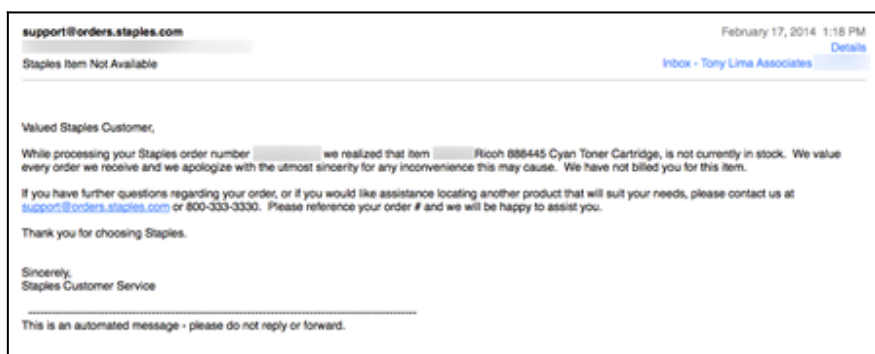 support@orders.staples.com
February 17, 2014 1:18 PM
Details
Staples Item Not Available
Inbox - Tony Lima Associates
Valued Staples Customer,
While processing your Staples order number we realized that item Ricoh 888445 Cyan Toner Cartridge, is not currently in stock. We value
every order we receive and we apologize with the utmost sincerity for any inconvenience this may cause. We have not billed you for this item.
If you have further questions regarding your order, or if you would like assistance locating another product that will suit your needs, please contact us at
support@orders.staples.com or 800-333-3330. Please reference your order # and we will be happy to assist you.
Thank you for choosing Staples.
Sincerely,
Staples Customer Service
--------------------------------------------------------------------------------
This is an automated message - please do not reply or forward.